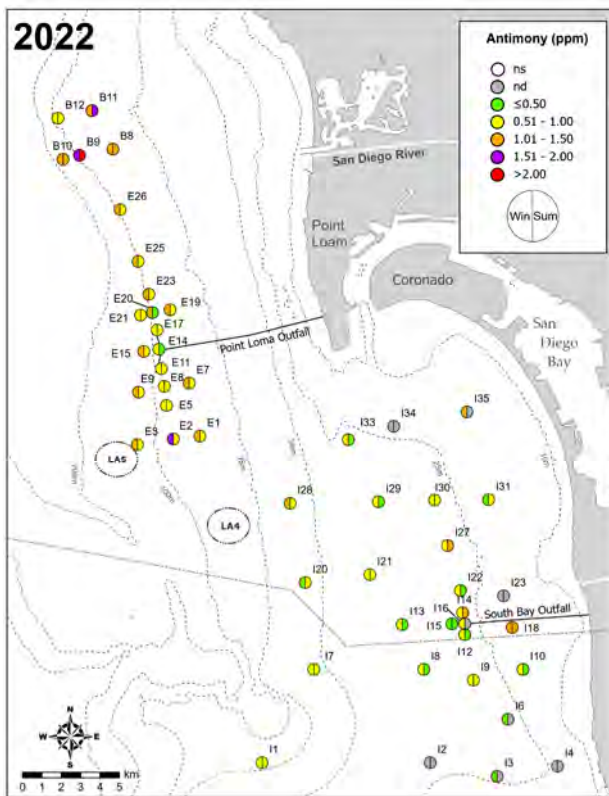 2022
Antimony (ppm)
ns
nd
≤0.50
0.51 - 1.00
1.01 - 1.50
1.51 - 2.00
>2.00
Win Sum
B12
B11
B19
B9
B8
San Diego River
Point
Loam
Coronado
San
Diego
Bay
E26
E25
E23
E20
E19
E21
E17
E14
Point Loma Outfall
E15
E11
E9
E8
E7
E5
E3
E2
E1
LA5
LA4
I33
I34
I35
I28
I29
I30
I31
I27
I20
I21
I22
I23
I14
I16
I13
I15
South Bay Outfall
I18
I12
I7
I8
I9
I10
I6
I1
I2
I3
I4
N
W E
S
0 1 2 3 4 5
km